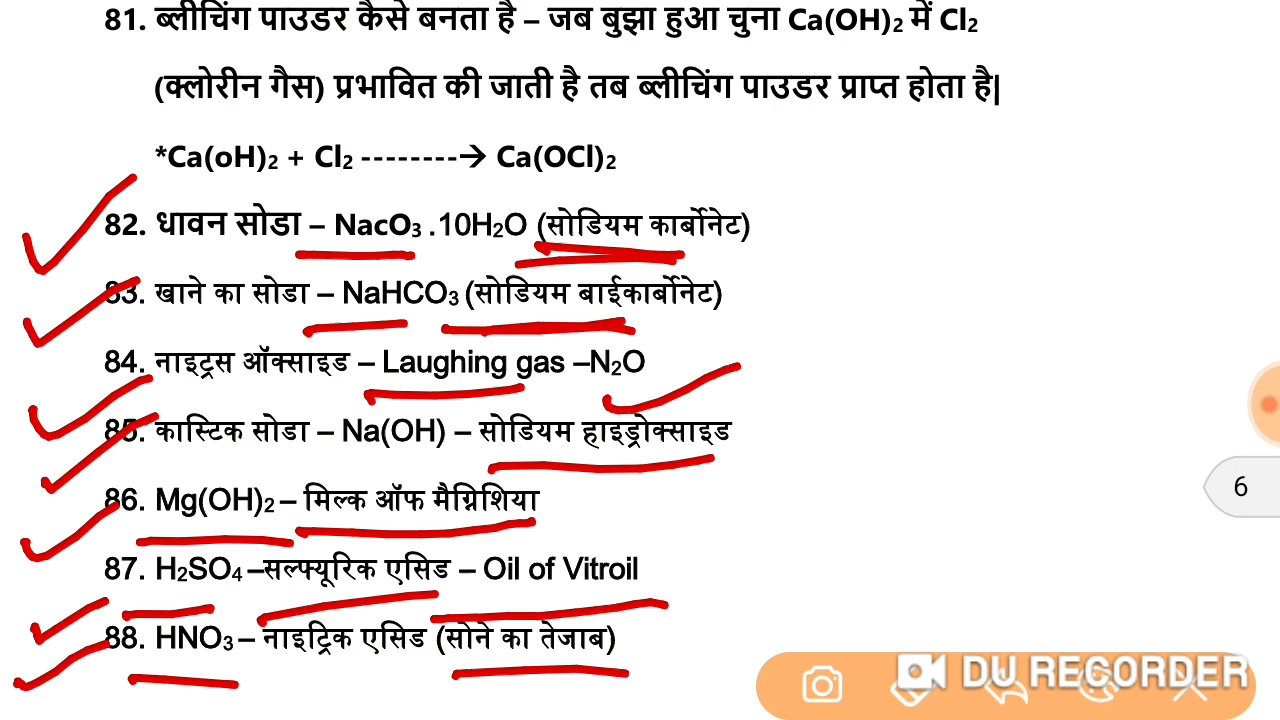 81. ब्लीचिंग पाउडर कैसे बनता है – जब बुझा हुआ चुना Ca(OH)₂ में Cl₂
(क्लोरीन गैस) प्रभावित की जाती है तब ब्लीचिंग पाउडर प्राप्त होता है|
*Ca(oH)₂ + Cl₂ --------→ Ca(OCl)₂
82. धावन सोडा – NacO₃ .10H₂O (सोडियम कार्बोनेट)
83. खाने का सोडा – NaHCO₃ (सोडियम बाईकार्बोनेट)
84. नाइट्रस ऑक्साइड – Laughing gas –N₂O
85. कास्टिक सोडा – Na(OH) – सोडियम हाइड्रोक्साइड
86. Mg(OH)₂ – मिल्क ऑफ मैग्निशिया
87. H₂SO₄ –सल्फ्यूरिक एसिड – Oil of Vitroil
88. HNO₃ – नाइट्रिक एसिड (सोने का तेजाब)
6
DU RECORDER